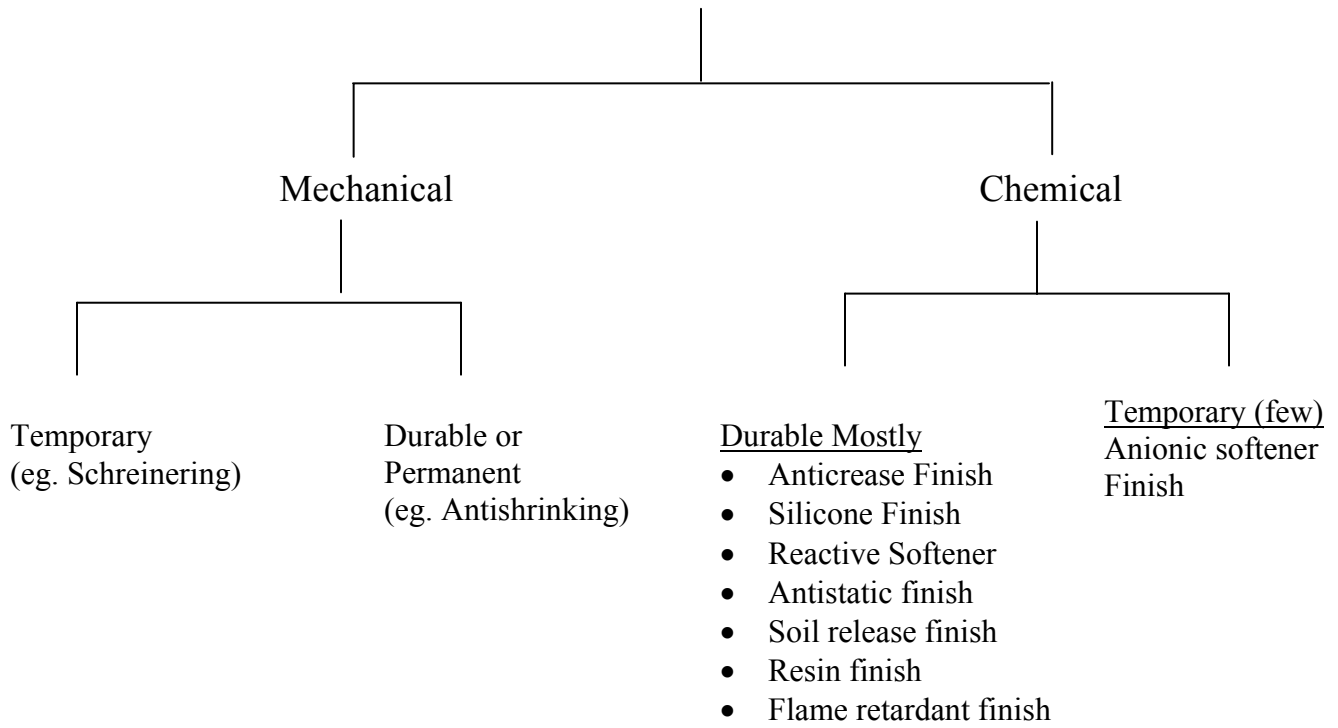 Mechanical
Chemical
Temporary
(eg. Schreinering)
Durable or
Permanent
(eg. Antishrinking)
Durable Mostly
• Anticrease Finish
• Silicone Finish
• Reactive Softener
• Antistatic finish
• Soil release finish
• Resin finish
• Flame retardant finish
Temporary (few)
Anionic softener
Finish